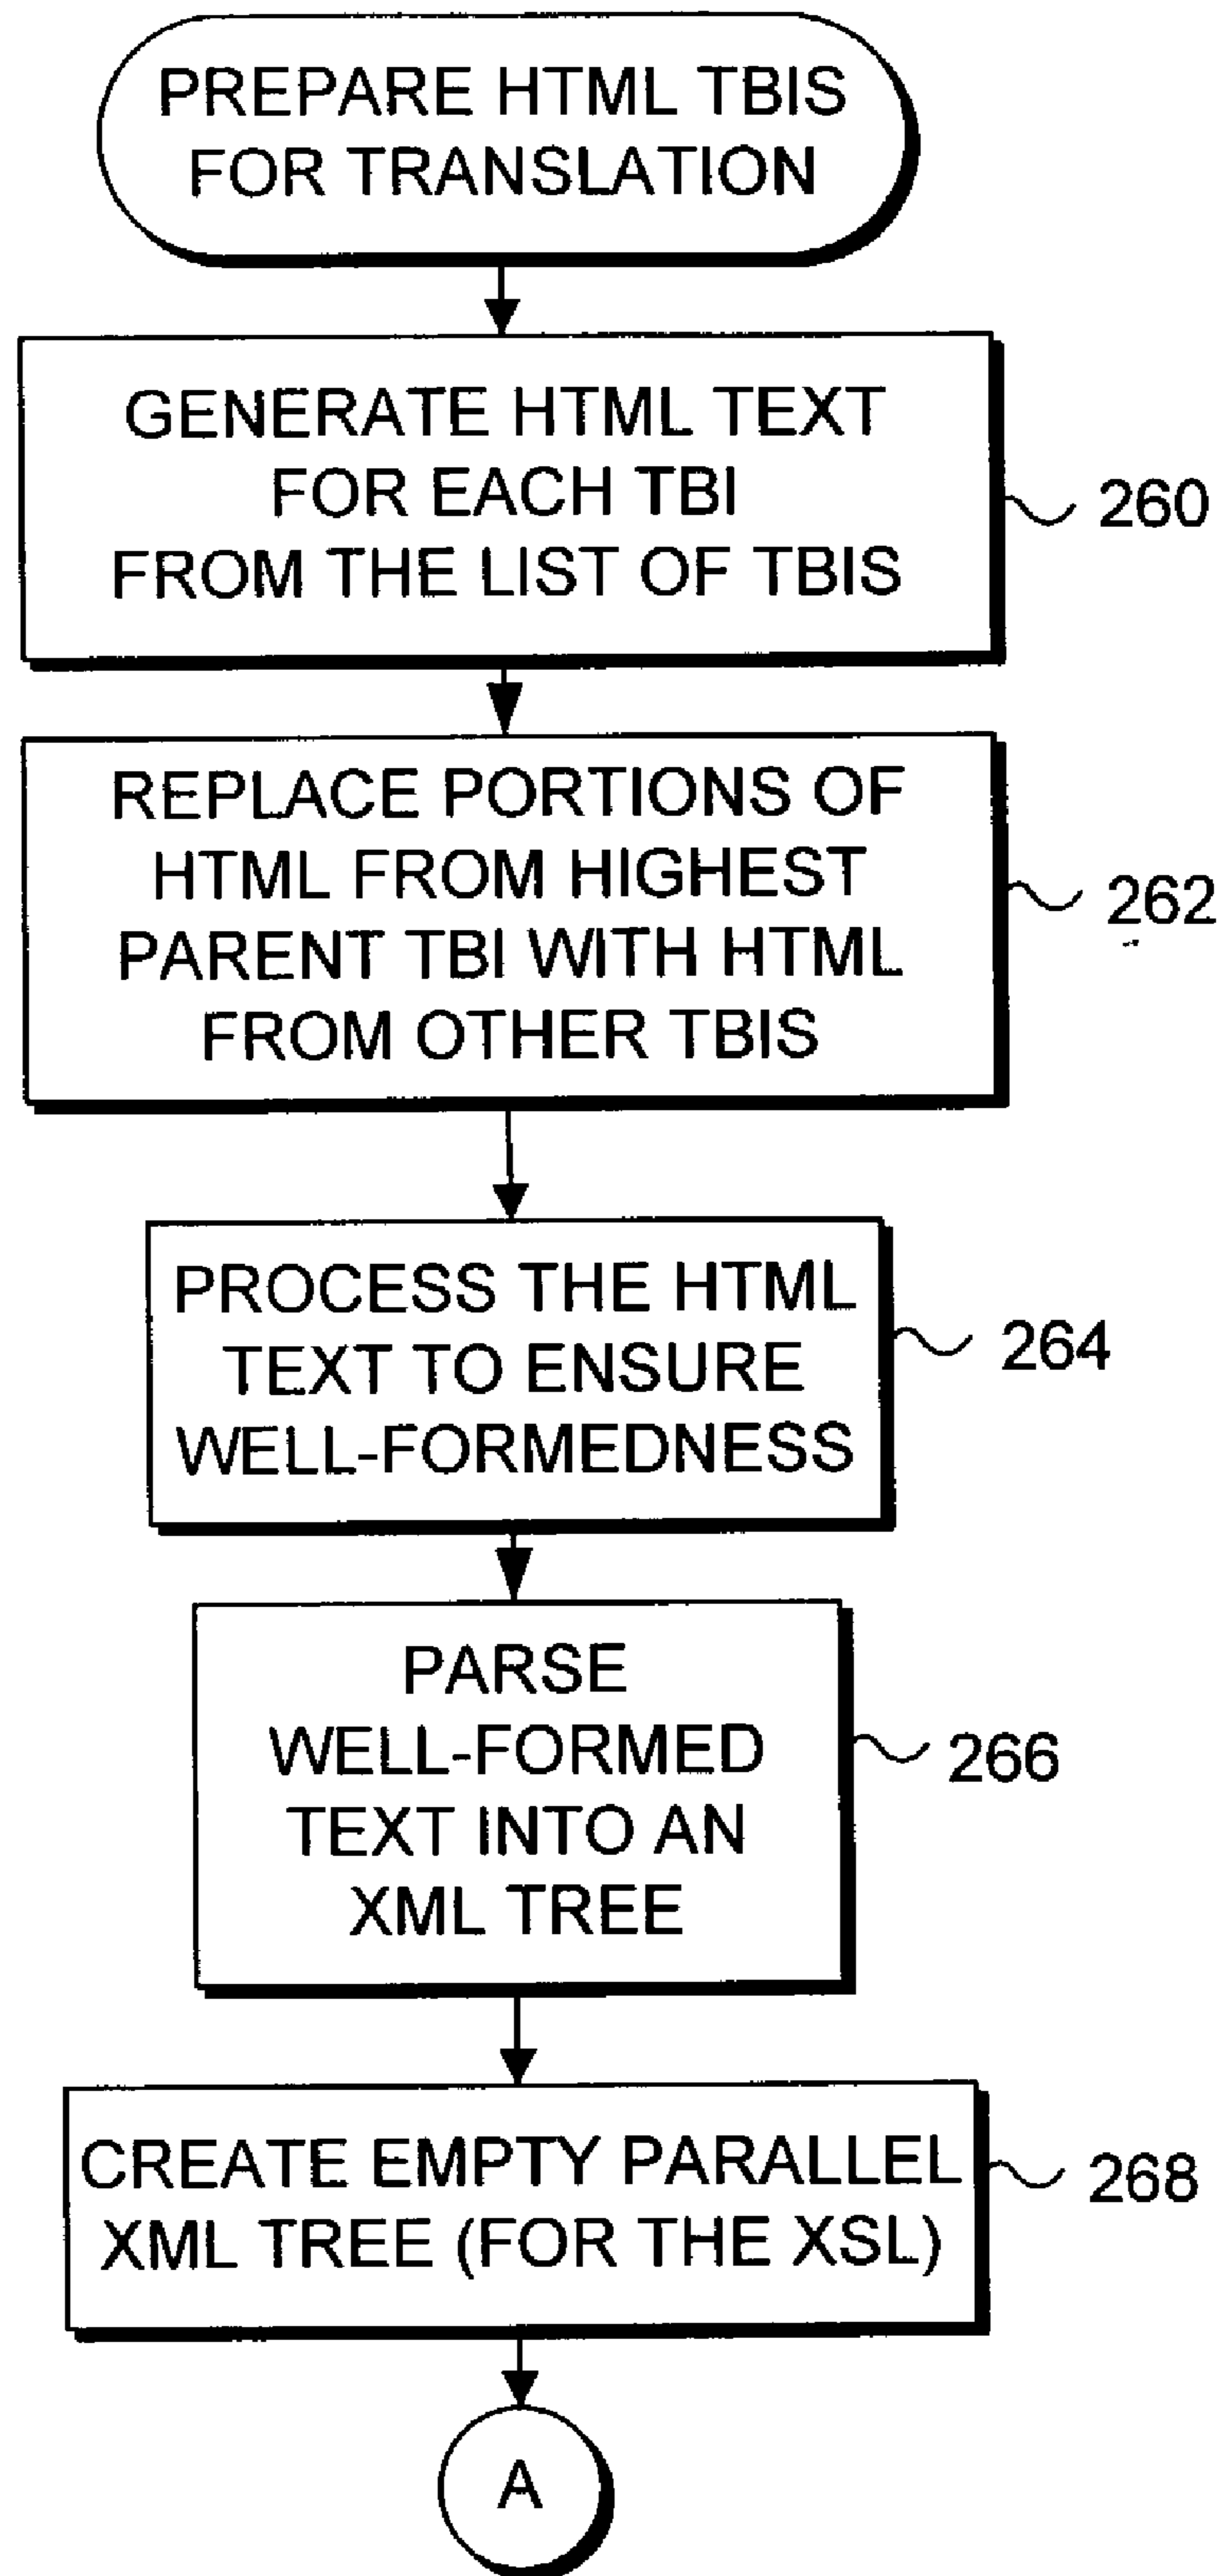 PREPARE HTML TBIS
FOR TRANSLATION
GENERATE HTML TEXT
FOR EACH TBI
FROM THE LIST OF TBIS
260
REPLACE PORTIONS OF
HTML FROM HIGHEST
PARENT TBI WITH HTML
FROM OTHER TBIS
262
PROCESS THE HTML
TEXT TO ENSURE
WELL-FORMEDNESS
264
PARSE
WELL-FORMED
TEXT INTO AN
XML TREE
266
CREATE EMPTY PARALLEL
XML TREE (FOR THE XSL)
268
A